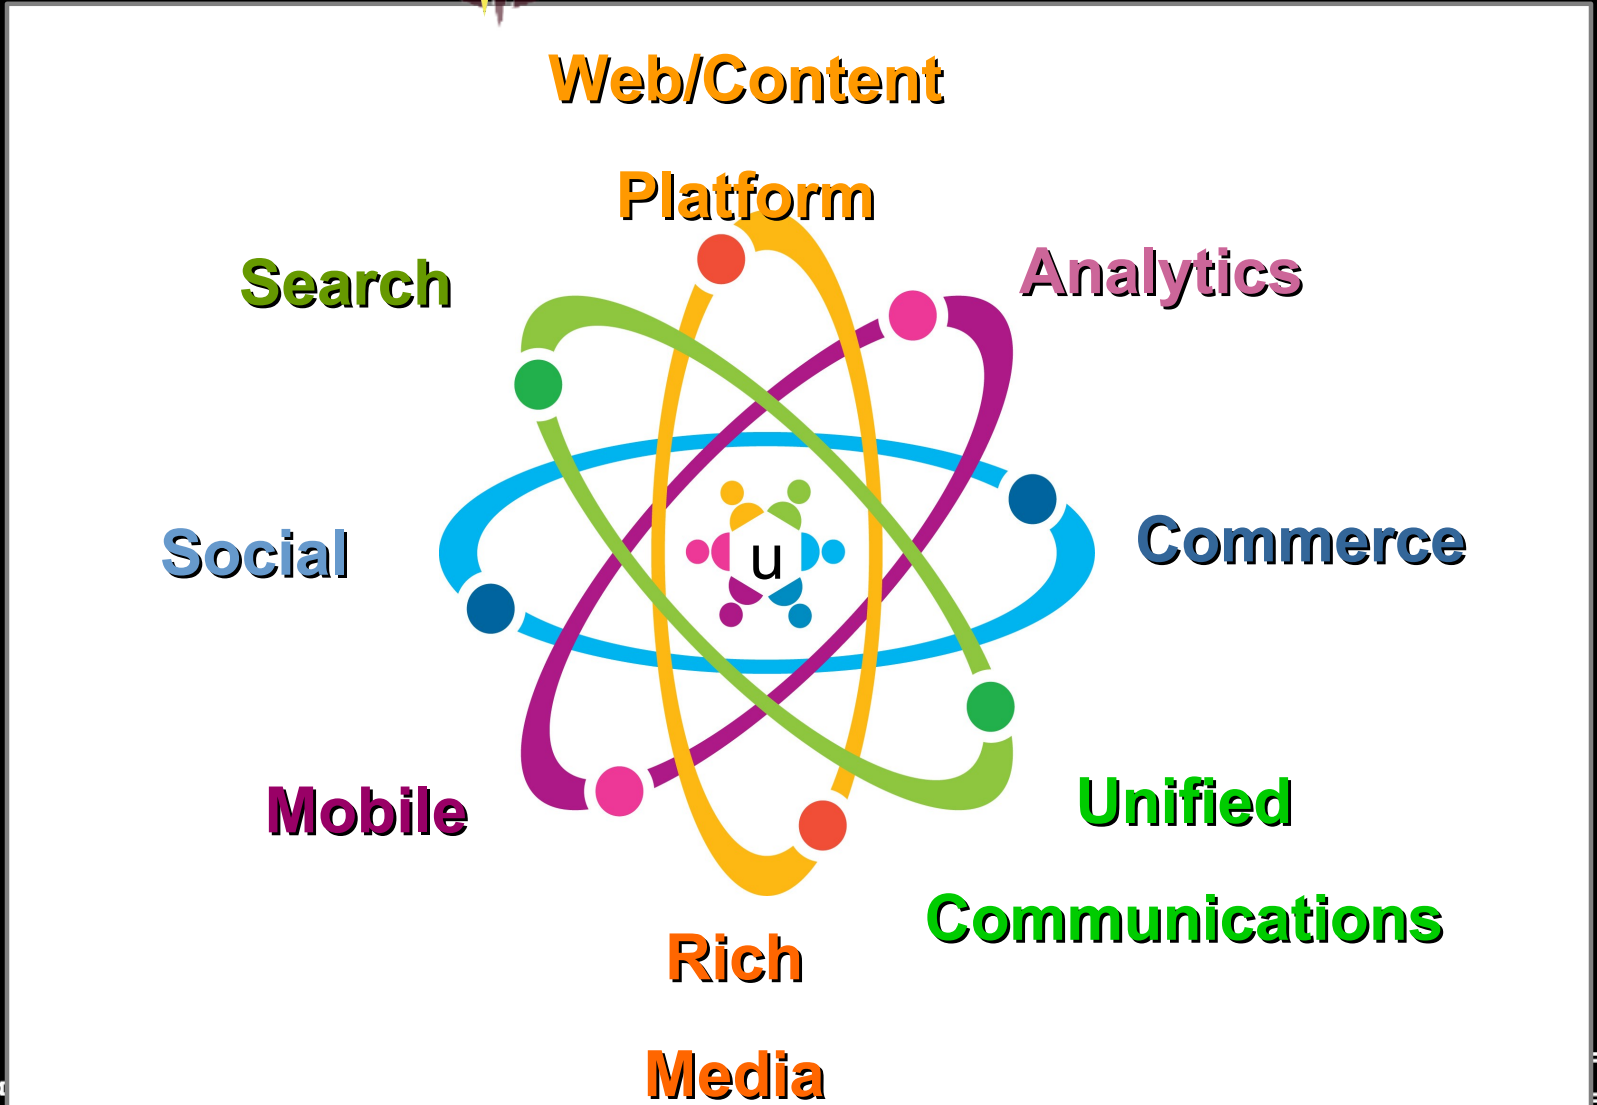 Web/Content
Platform
Search
Analytics
Social
u
Commerce
Mobile
Unified
Communications
Rich
Media